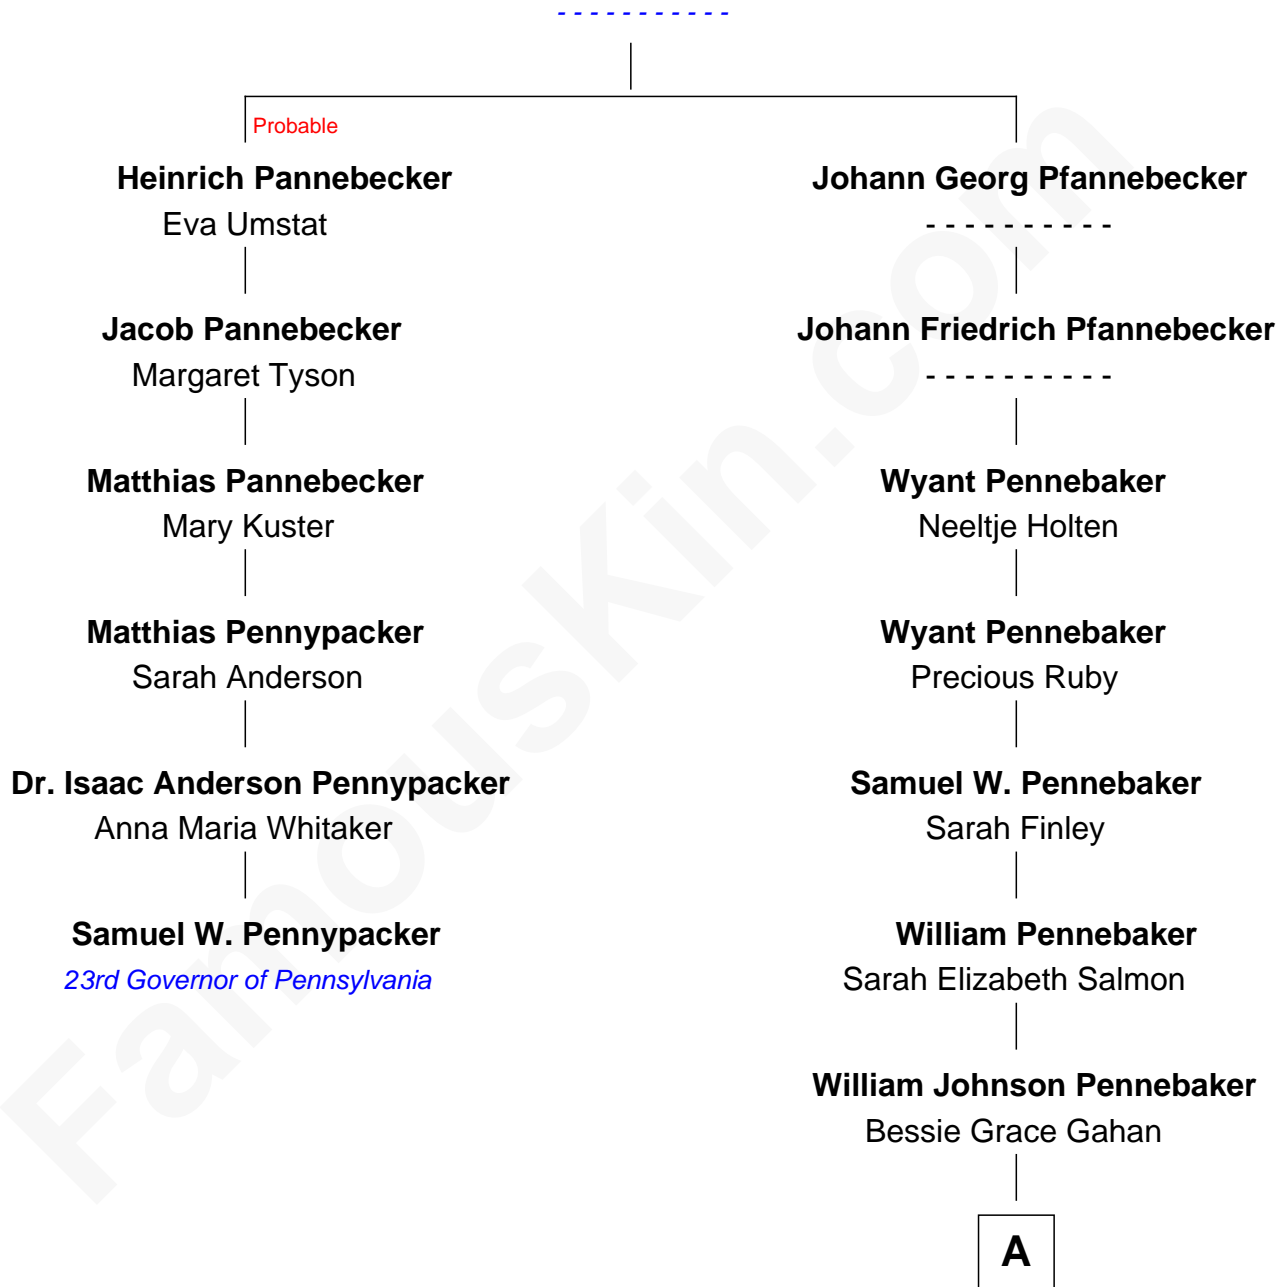 - - - - - - - - - - -
Probable
Heinrich Pannebecker
Eva Umstat
Johann Georg Pfannebecker
- - - - - - - - - -
Jacob Pannebecker
Margaret Tyson
Johann Friedrich Pfannebecker
- - - - - - - - - -
Matthias Pannebecker
Mary Kuster
Wyant Pennebaker
Neeltje Holten
Matthias Pennypacker
Sarah Anderson
Wyant Pennebaker
Precious Ruby
Dr. Isaac Anderson Pennypacker
Anna Maria Whitaker
Samuel W. Pennebaker
Sarah Finley
Samuel W. Pennypacker
23rd Governor of Pennsylvania
William Pennebaker
Sarah Elizabeth Salmon
William Johnson Pennebaker
Bessie Grace Gahan
A
FamousKin.com